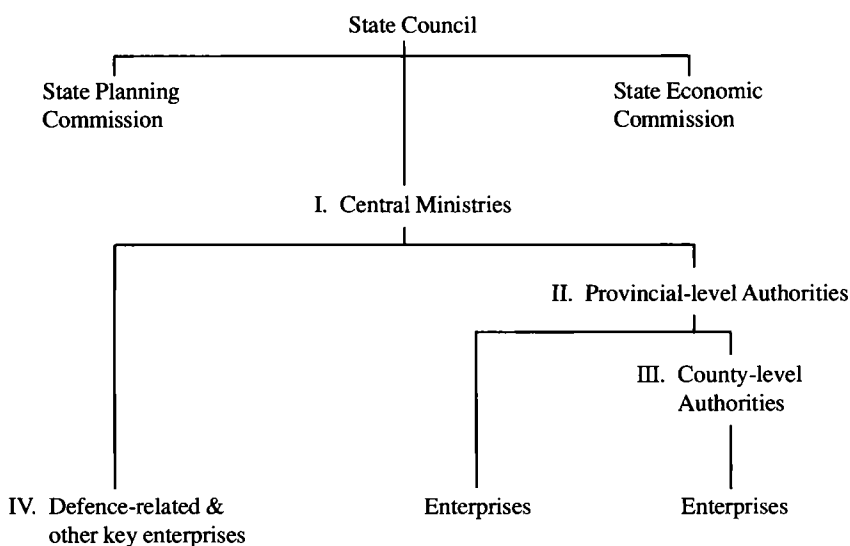 State Council
State Planning
Commission
State Economic
Commission
I. Central Ministries
II. Provincial-level Authorities
III. County-level
Authorities
IV. Defence-related &
other key enterprises
Enterprises
Enterprises